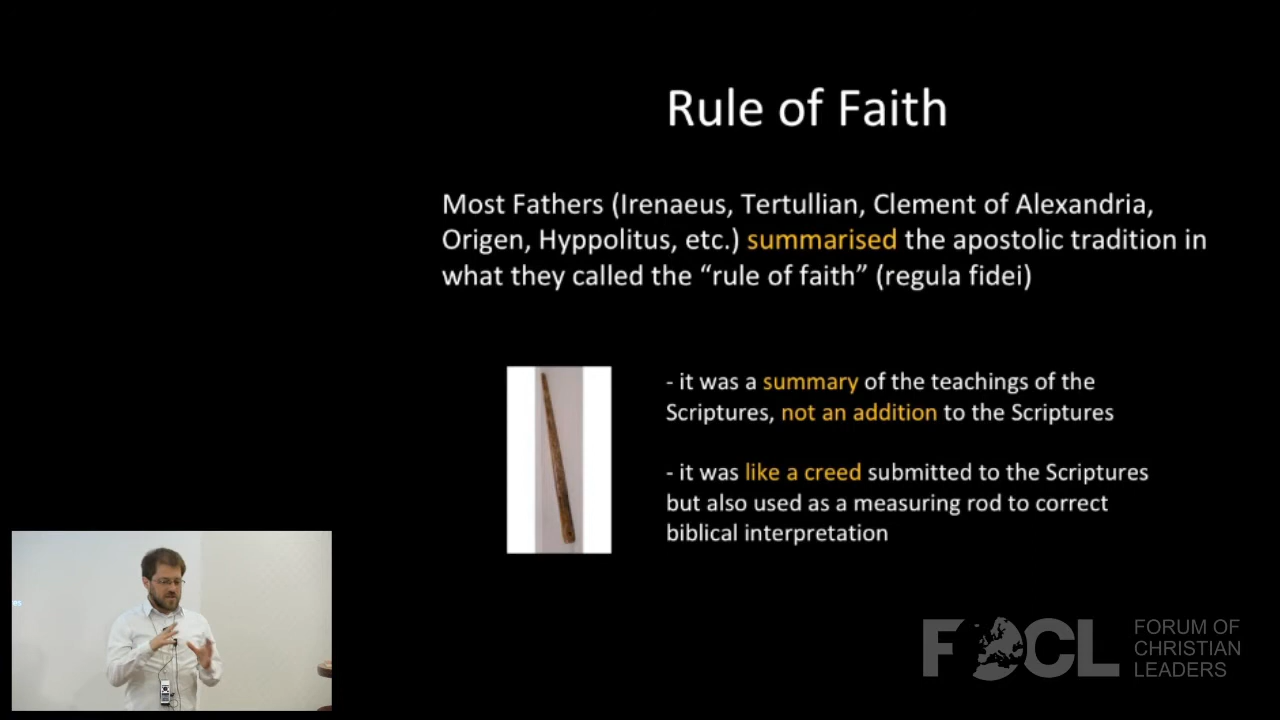 Rule of Faith
Most Fathers (Irenaeus, Tertullian, Clement of Alexandria,
Origen, Hyppolitus, etc.) summarised the apostolic tradition in
what they called the “rule of faith” (regula fidei)
- it was a summary of the teachings of the
Scriptures, not an addition to the Scriptures
- it was like a creed submitted to the Scriptures
but also used as a measuring rod to correct
biblical interpretation
FOCL
FORUM OF
CHRISTIAN
LEADERS